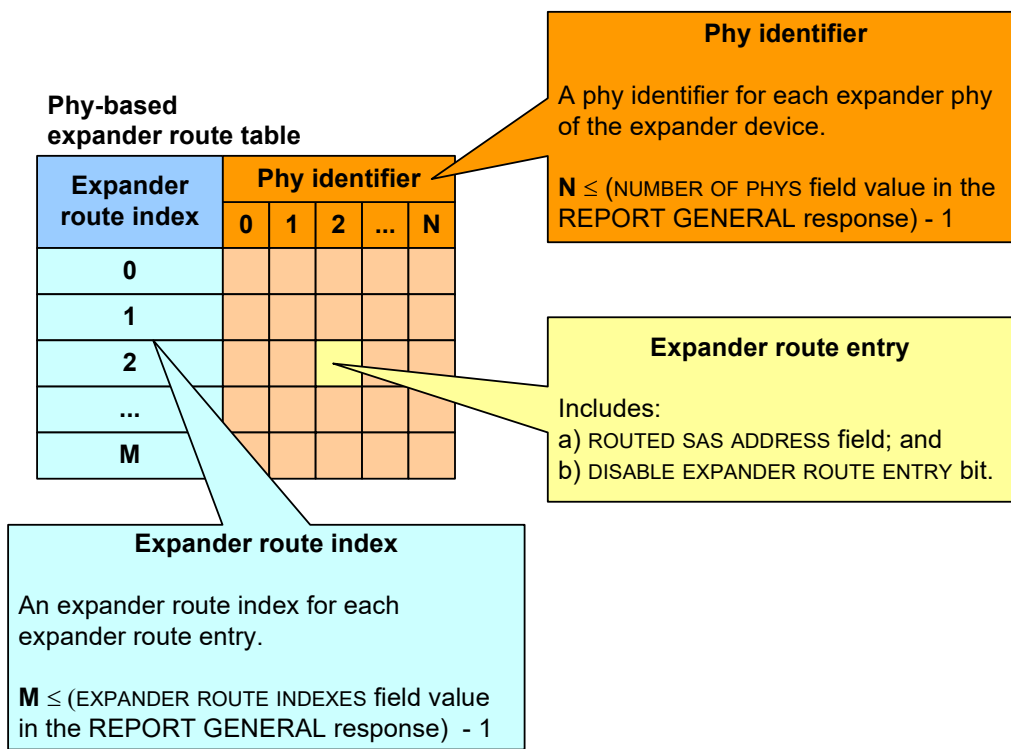 Phy identifier
A phy identifier for each expander phy
of the expander device.
N ≤ (NUMBER OF PHYS field value in the
REPORT GENERAL response) - 1
Phy-based
expander route table
Expander
route index
Phy identifier
0 1 2 ... N
0
1
2
...
M
Expander route entry
Includes:
a) ROUTED SAS ADDRESS field; and
b) DISABLE EXPANDER ROUTE ENTRY bit.
Expander route index
An expander route index for each
expander route entry.
M ≤ (EXPANDER ROUTE INDEXES field value
in the REPORT GENERAL response) - 1